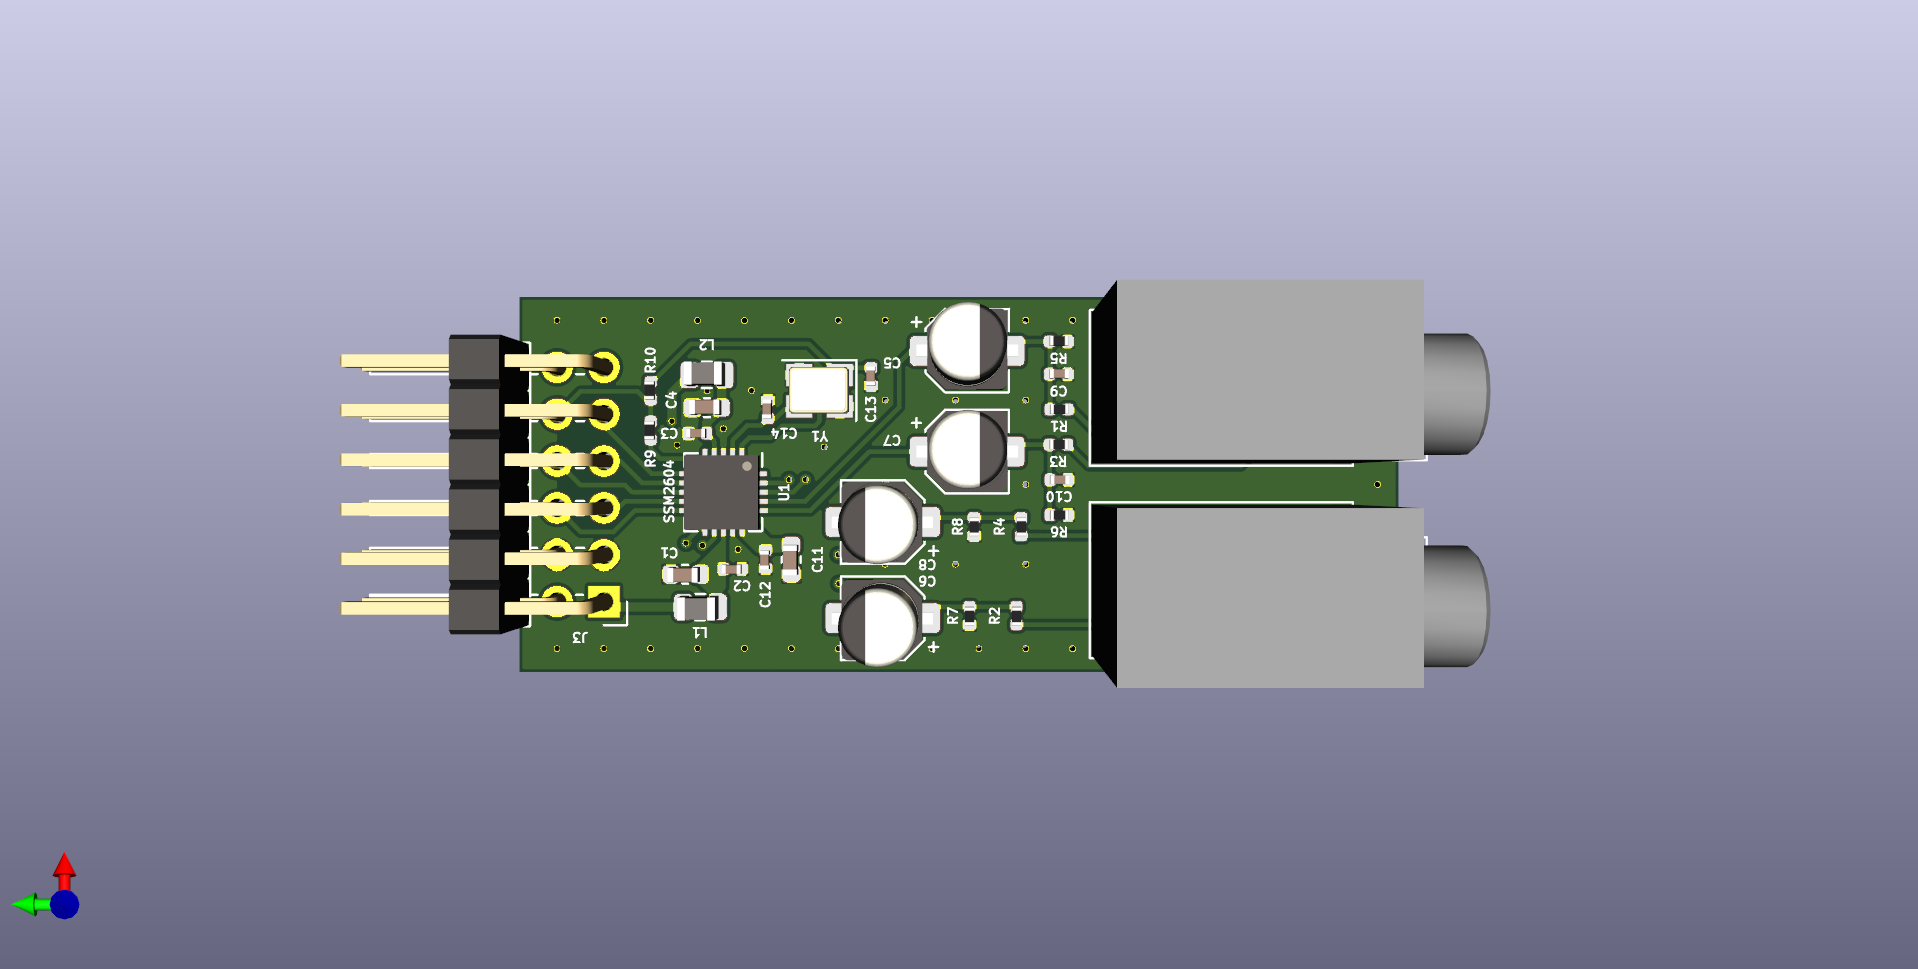 +
L2
R10
C5
R5
C4
C9
C13
+
R1
C3
C14
Y1
C7
R9
R3
SSM2604
U1
C10
R8
R4
R6
C1
C11
+
C8
C2
C6
C12
R7
R2
J3
L1
+